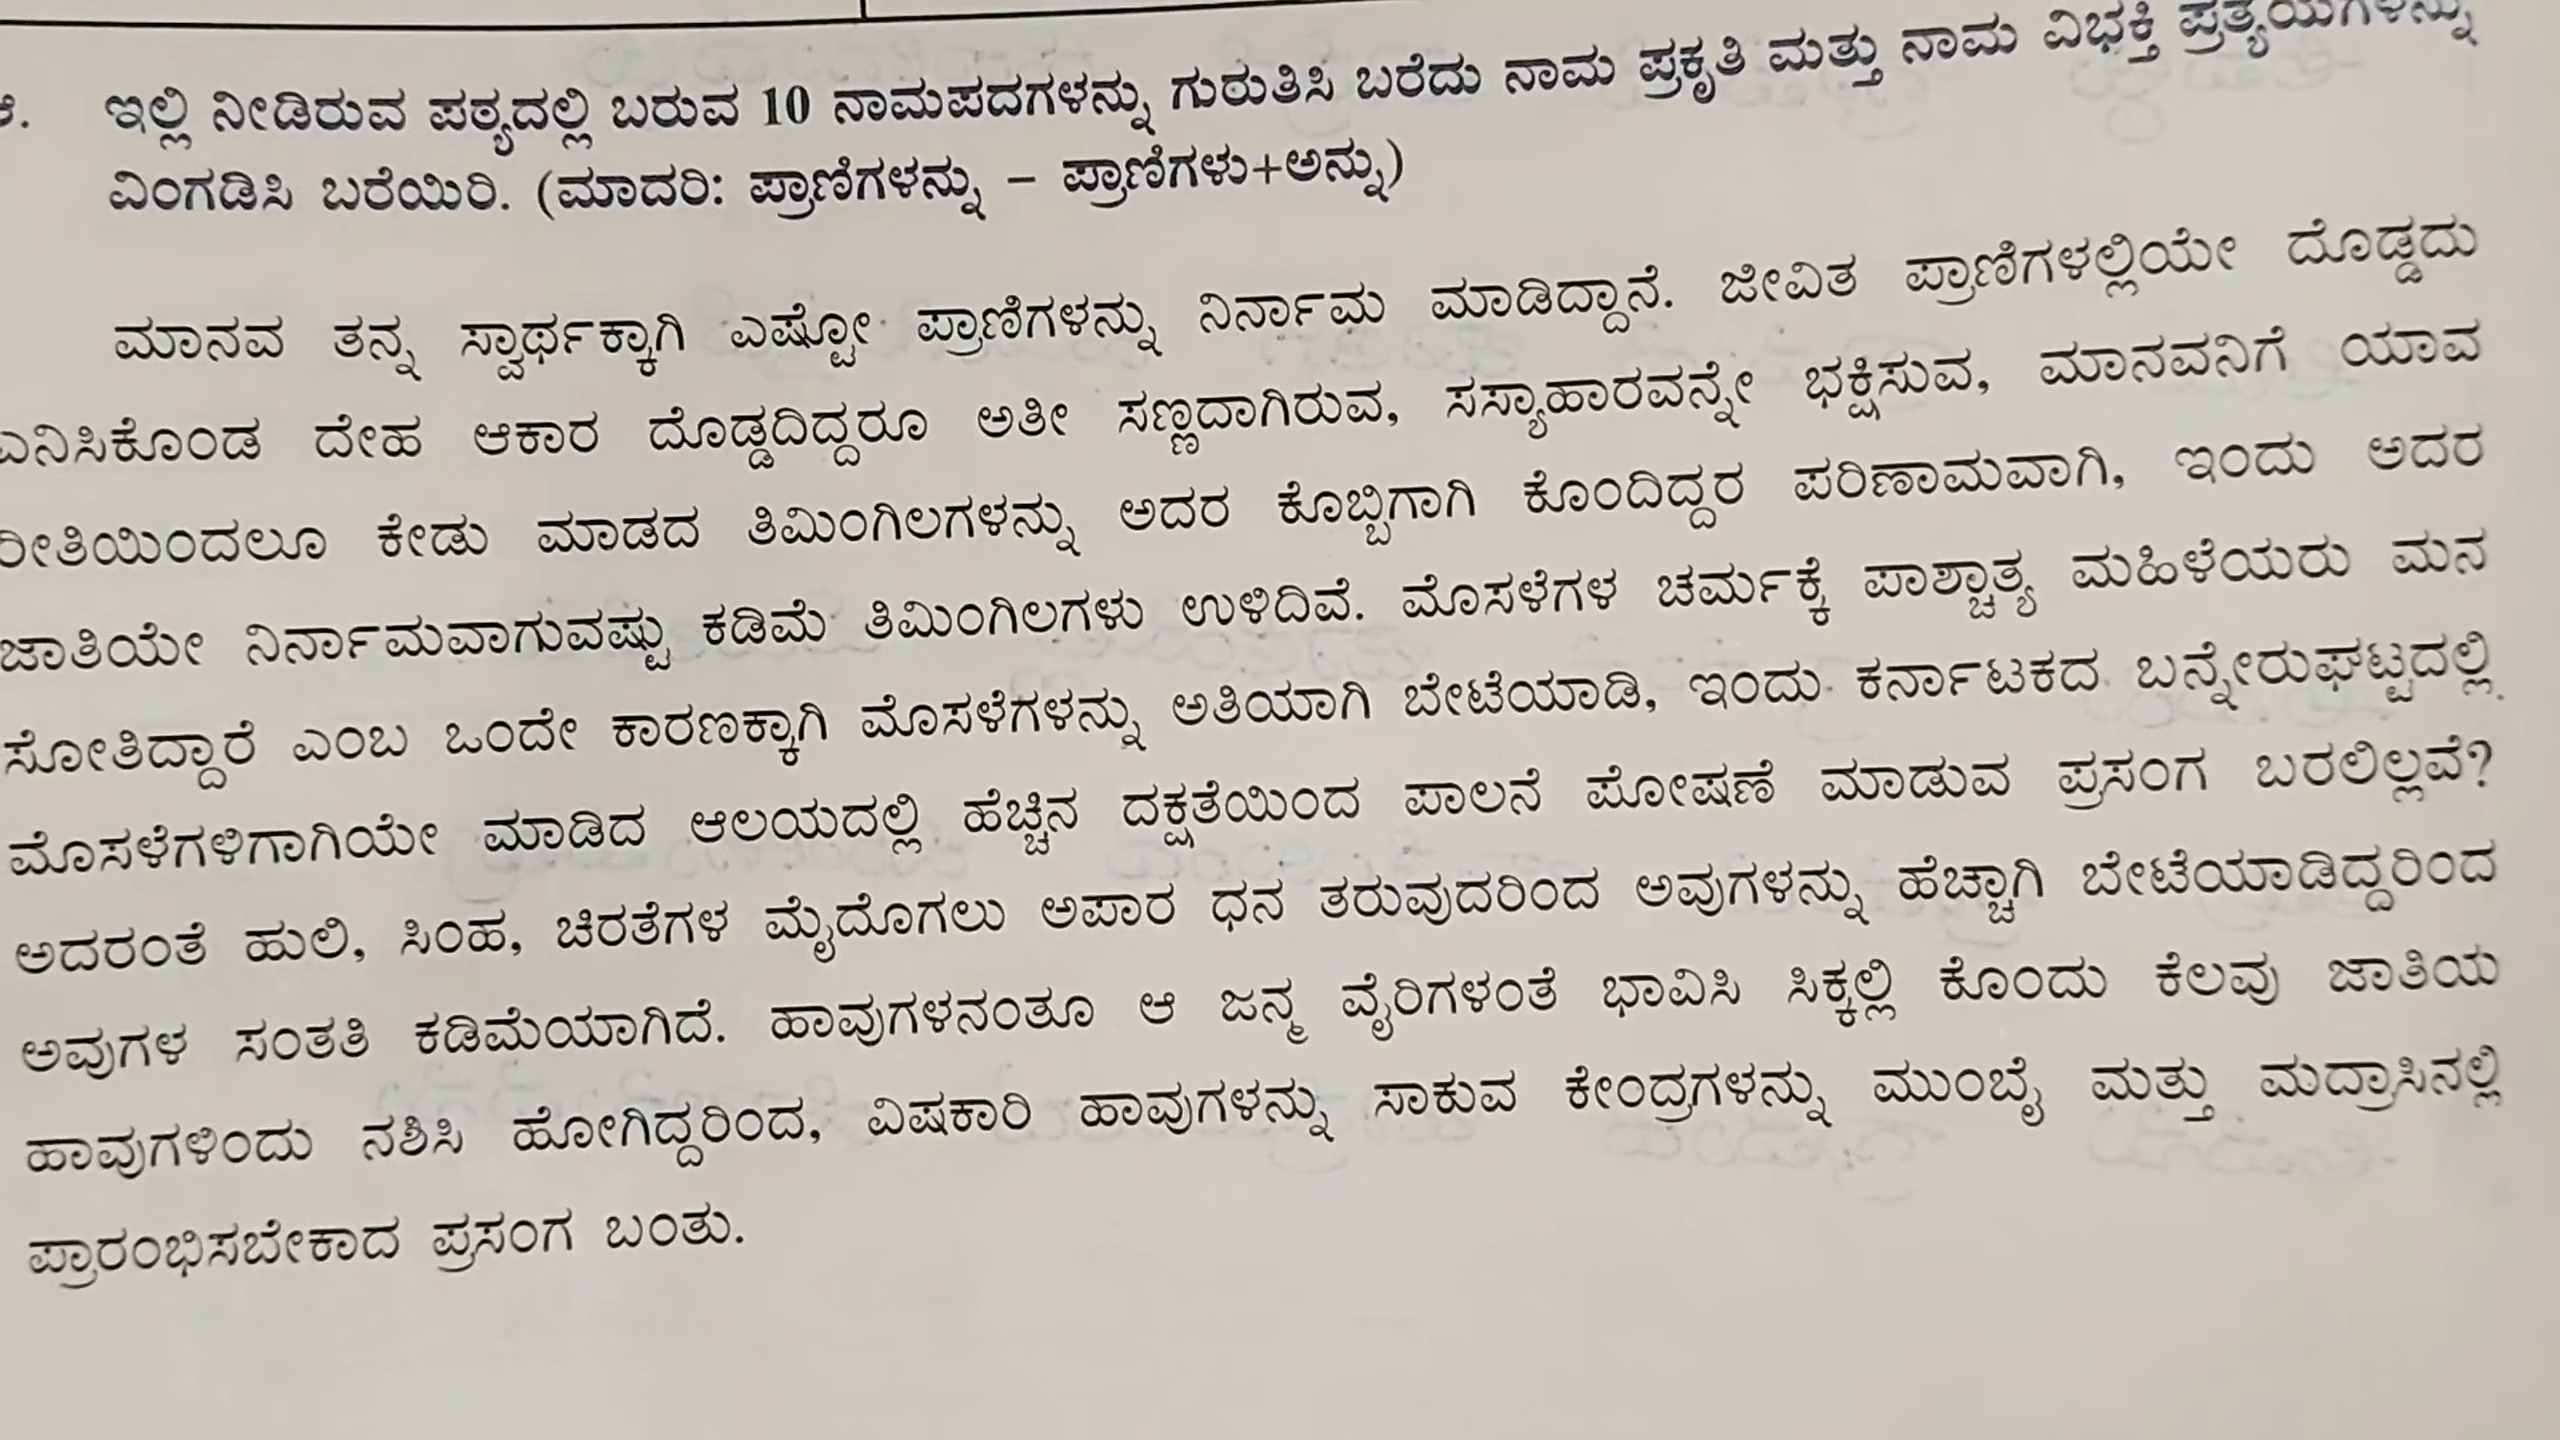 ಇಲ್ಲಿ ನೀಡಿರುವ ಪಠ್ಯದಲ್ಲಿ ಬರುವ 10 ನಾಮಪದಗಳನ್ನು ಗುರುತಿಸಿ ಬರೆದು ನಾಮ ಪ್ರಕೃತಿ ಮತ್ತು ನಾಮ ವಿಭಕ್ತಿ ಪ್ರತ್ಯಯಗಳನ್ನು
ವಿಂಗಡಿಸಿ ಬರೆಯಿರಿ. (ಮಾದರಿ: ಪ್ರಾಣಿಗಳನ್ನು – ಪ್ರಾಣಿಗಳು+ಅನ್ನು)
ಮಾನವ ತನ್ನ ಸ್ವಾರ್ಥಕ್ಕಾಗಿ ಎಷ್ಟೋ ಪ್ರಾಣಿಗಳನ್ನು ನಿರ್ನಾಮ ಮಾಡಿದ್ದಾನೆ. ಜೀವಿತ ಪ್ರಾಣಿಗಳಲ್ಲಿಯೇ ದೊಡ್ಡದು
ಎನಿಸಿಕೊಂಡ ದೇಹ ಆಕಾರ ದೊಡ್ಡದಿದ್ದರೂ ಅತೀ ಸಣ್ಣದಾಗಿರುವ, ಸಸ್ಯಾಹಾರವನ್ನೇ ಭಕ್ಷಿಸುವ, ಮಾನವನಿಗೆ ಯಾವ
ರೀತಿಯಿಂದಲೂ ಕೇಡು ಮಾಡದ ತಿಮಿಂಗಿಲಗಳನ್ನು ಅದರ ಕೊಬ್ಬಿಗಾಗಿ ಕೊಂದಿದ್ದರ ಪರಿಣಾಮವಾಗಿ, ಇಂದು ಅದರ
ಜಾತಿಯೇ ನಿರ್ನಾಮವಾಗುವಷ್ಟು ಕಡಿಮೆ ತಿಮಿಂಗಿಲಗಳು ಉಳಿದಿವೆ. ಮೊಸಳೆಗಳ ಚರ್ಮಕ್ಕೆ ಪಾಶ್ಚಾತ್ಯ ಮಹಿಳೆಯರು ಮನ
ಸೋತಿದ್ದಾರೆ ಎಂಬ ಒಂದೇ ಕಾರಣಕ್ಕಾಗಿ ಮೊಸಳೆಗಳನ್ನು ಅತಿಯಾಗಿ ಬೇಟೆಯಾಡಿ, ಇಂದು ಕರ್ನಾಟಕದ ಬನ್ನೇರುಘಟ್ಟದಲ್ಲಿ
ಮೊಸಳೆಗಳಿಗಾಗಿಯೇ ಮಾಡಿದ ಆಲಯದಲ್ಲಿ ಹೆಚ್ಚಿನ ದಕ್ಷತೆಯಿಂದ ಪಾಲನೆ ಪೋಷಣೆ ಮಾಡುವ ಪ್ರಸಂಗ ಬರಲಿಲ್ಲವೆ?
ಅದರಂತೆ ಹುಲಿ, ಸಿಂಹ, ಚಿರತೆಗಳ ಮೈದೊಗಲು ಅಪಾರ ಧನ ತರುವುದರಿಂದ ಅವುಗಳನ್ನು ಹೆಚ್ಚಾಗಿ ಬೇಟೆಯಾಡಿದ್ದರಿಂದ
ಅವುಗಳ ಸಂತತಿ ಕಡಿಮೆಯಾಗಿದೆ. ಹಾವುಗಳನಂತೂ ಆ ಜನ್ಮ ವೈರಿಗಳಂತೆ ಭಾವಿಸಿ ಸಿಕ್ಕಲ್ಲಿ ಕೊಂದು ಕೆಲವು ಜಾತಿಯ
ಹಾವುಗಳಿಂದು ನಶಿಸಿ ಹೋಗಿದ್ದರಿಂದ, ವಿಷಕಾರಿ ಹಾವುಗಳನ್ನು ಸಾಕುವ ಕೇಂದ್ರಗಳನ್ನು ಮುಂಬೈ ಮತ್ತು ಮದ್ರಾಸಿನಲ್ಲಿ
ಪ್ರಾರಂಭಿಸಬೇಕಾದ ಪ್ರಸಂಗ ಬಂತು.